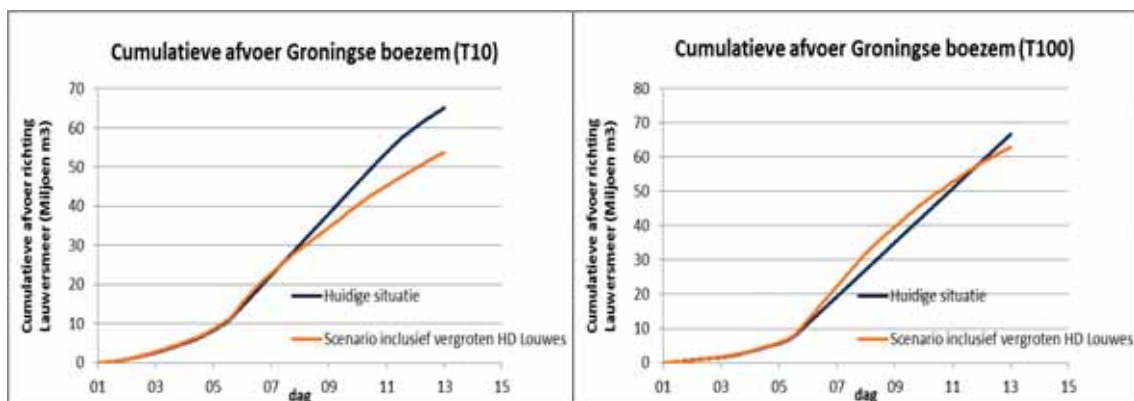 Cumulatieve afvoer Groningse boezem (T10)
Cumulatieve afvoer richting
Lauwersmeer (Miljoen m3)
70
60
50
40
30
20
10
0
Huidige situatie
Scenario inclusief vergroten HD Louwes
01 03 05 07 09 11 13 15
dag
Cumulatieve afvoer Groningse boezem (T100)
Cumulatieve afvoer richting
Lauwersmeer (Miljoen m3)
80
70
60
50
40
30
20
10
0
Huidige situatie
Scenario inclusief vergroten HD Louwes
01 03 05 07 09 11 13 15
dag